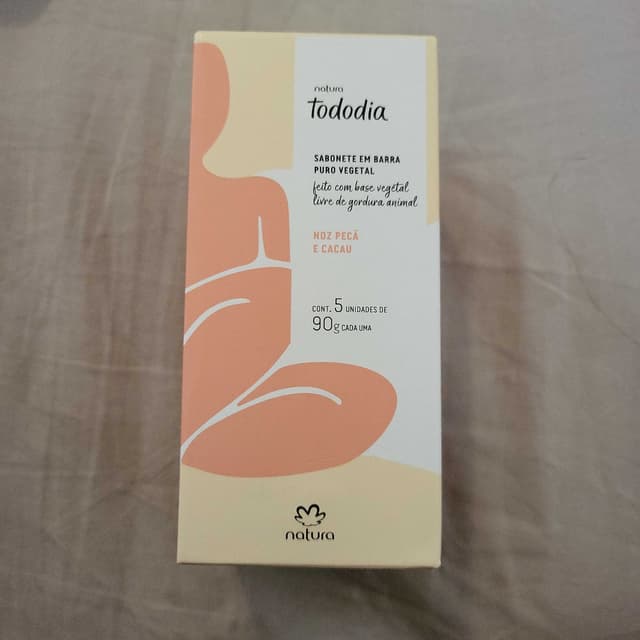 natura
tododia
SABONETE EM BARRA
PURO VEGETAL
feito com base vegetal
livre de gordura animal
NOZ PECÃ
E CACAU
CONT. 5 UNIDADES DE
90g CADA UMA
natura